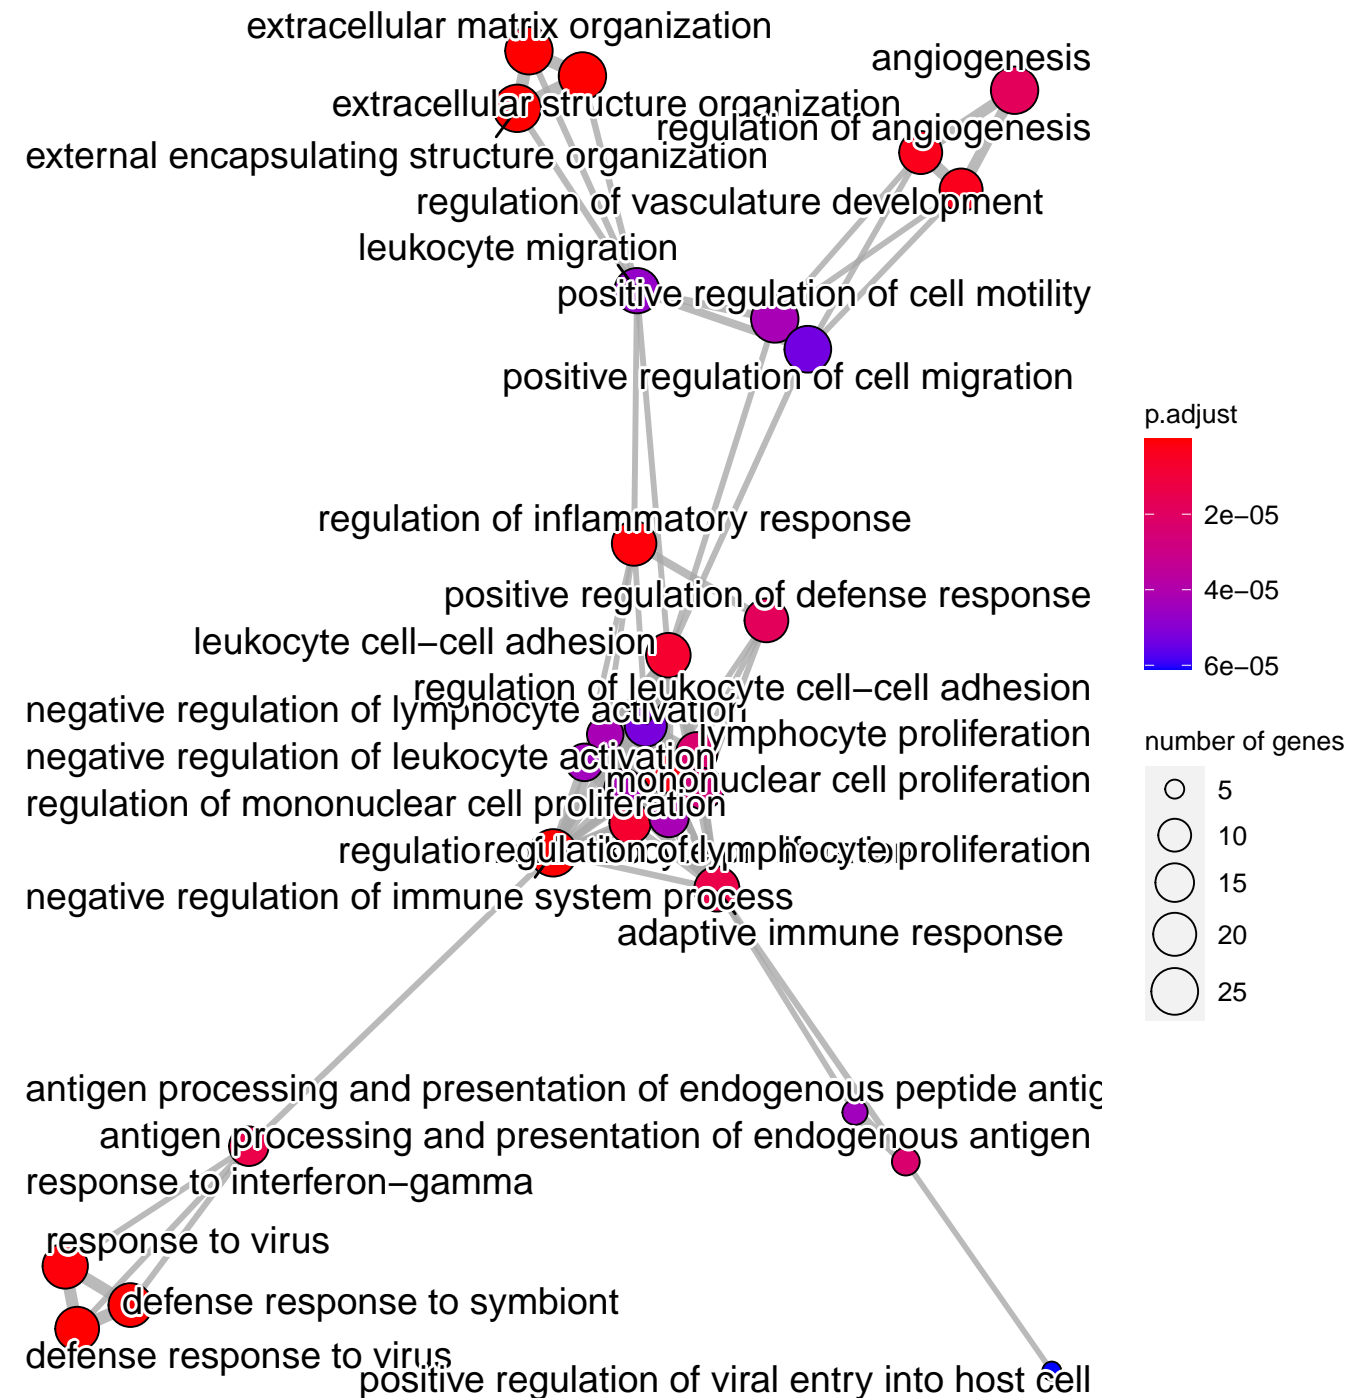 extracellular matrix organization
angiogenesis
extracellular structure organization
regulation of angiogenesis
external encapsulating structure organization
regulation of vasculature development
leukocyte migration
positive regulation of cell motility
positive regulation of cell migration
p.adjust
2e−05
4e−05
6e−05
regulation of inflammatory response
positive regulation of defense response
leukocyte cell−cell adhesion
regulation of leukocyte cell−cell adhesion
negative regulation of lymphocyte activation
lymphocyte proliferation
negative regulation of leukocyte activation
mononuclear cell proliferation
regulation of mononuclear cell proliferation
regulation of lymphocyte proliferation
negative regulation of immune system process
adaptive immune response
number of genes
5
10
15
20
25
antigen processing and presentation of endogenous peptide antig
antigen processing and presentation of endogenous antigen
response to interferon−gamma
response to virus
defense response to symbiont
defense response to virus
positive regulation of viral entry into host cell